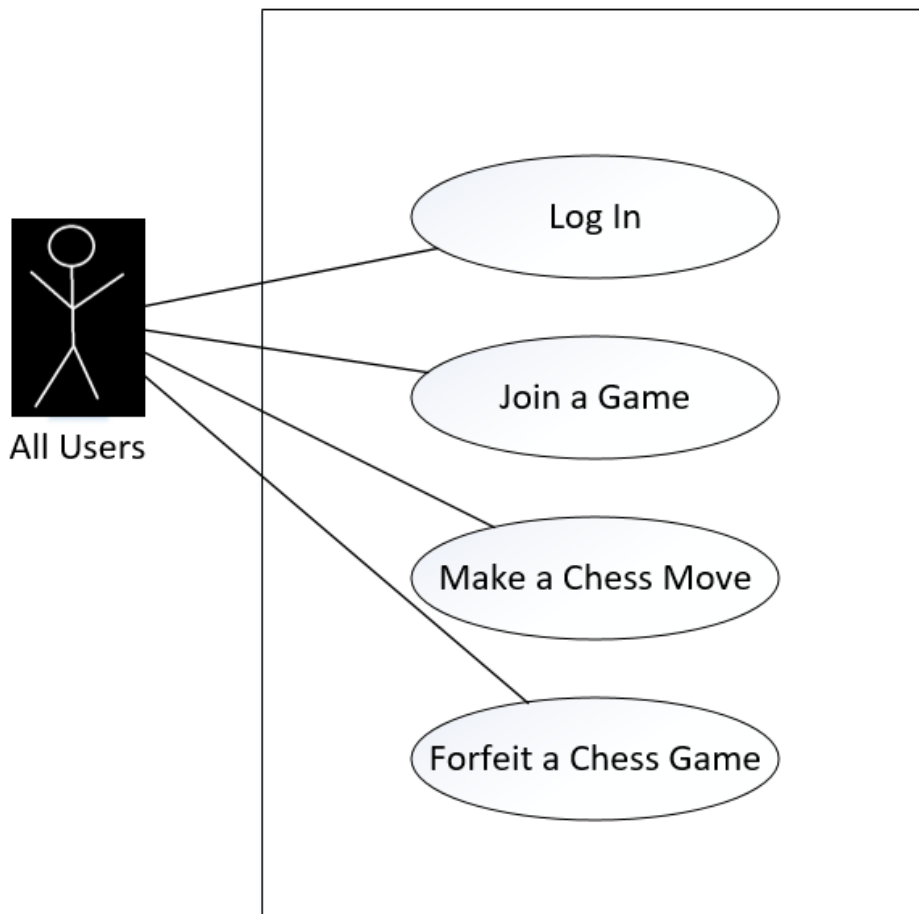 Log In
Join a Game
All Users
Make a Chess Move
Forfeit a Chess Game